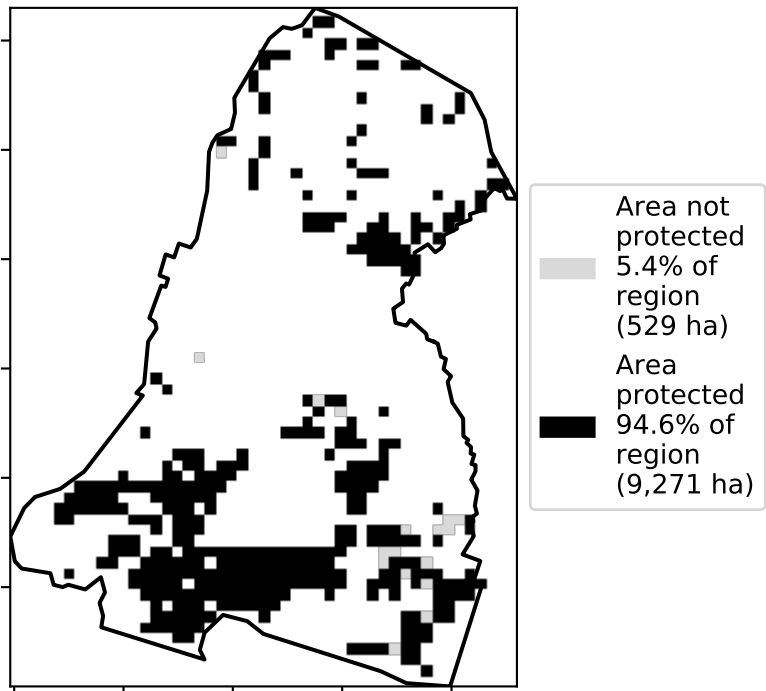 Area not
protected
5.4% of
region
(529 ha)
Area
protected
94.6% of
region
(9,271 ha)